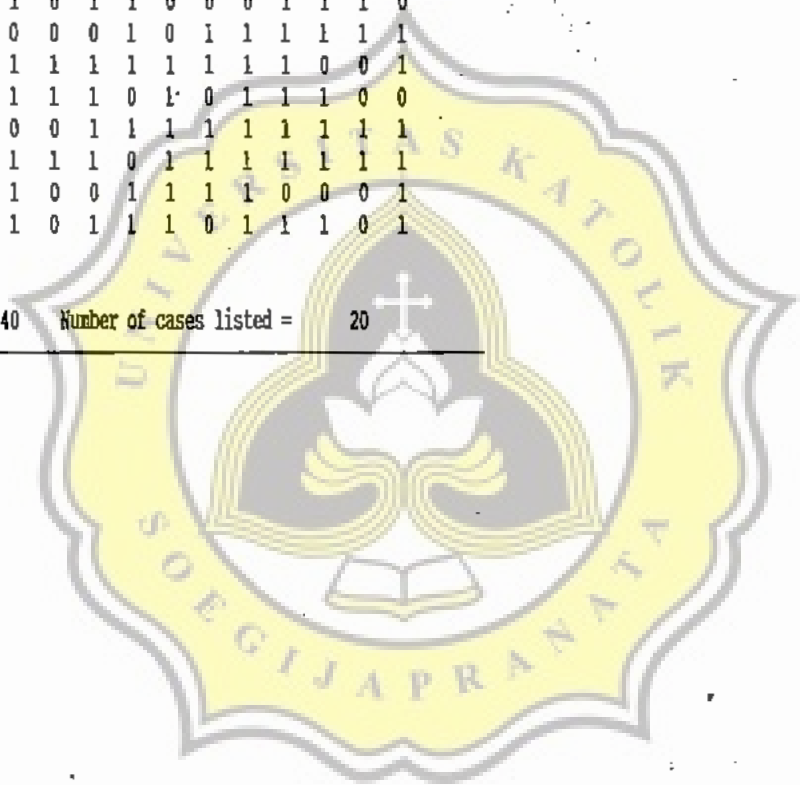 1 0 1 1 0 0 0 1 1 1 0
0 0 0 1 0 1 1 1 1 1 1
1 1 1 1 1 1 1 1 0 0 1
1 1 1 0 1 0 1 1 1 0 0
0 0 1 1 1 1 1 1 1 1 1
1 1 1 0 1 1 1 1 1 1 1
1 0 0 1 1 1 1 0 0 0 1
1 0 1 1 1 0 1 1 1 0 1
40 Number of cases listed = 20
UNIVERSITAS KATOLIK
SOEGIJAPRANATA